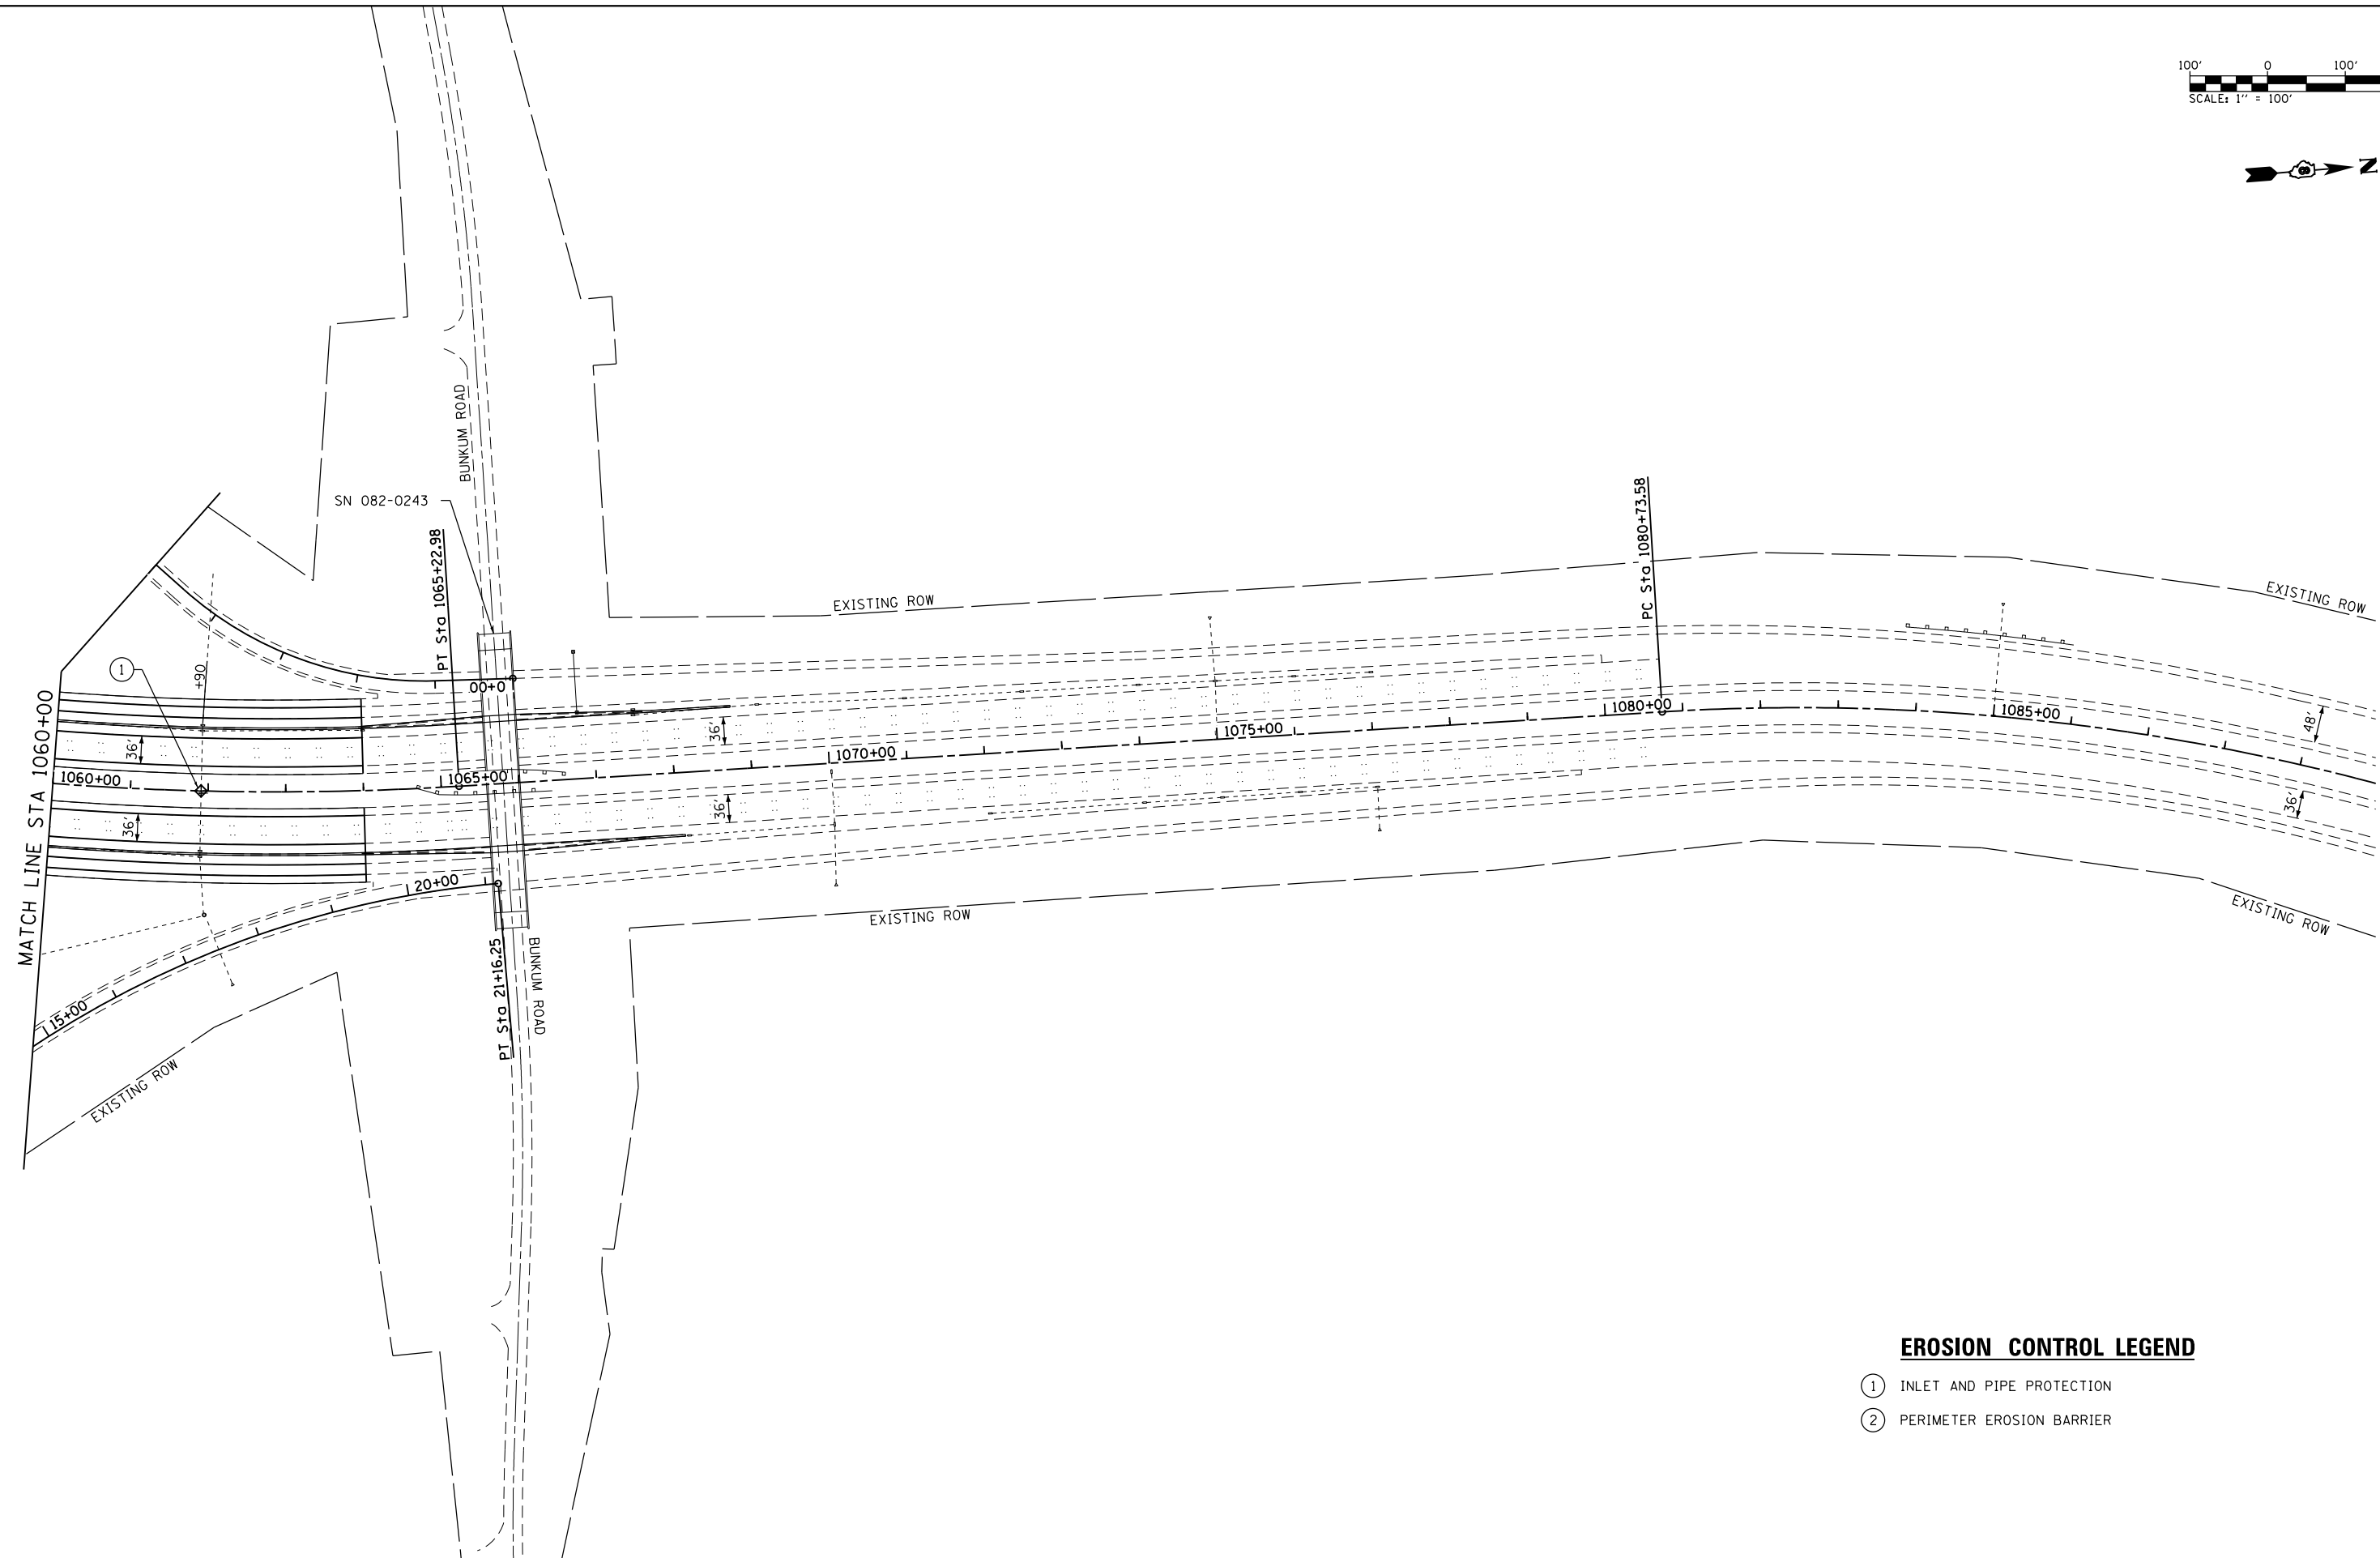 100' 0 100'
SCALE: 1'' = 100'
N
BUNKUM ROAD
SN 082-0243
PT Sta 1065+22.98
PC Sta 1080+73.58
EXISTING ROW
EXISTING ROW
1
+90
00+0
MATCH LINE STA 1060+00
36'
36'
48'
1060+00
1065+00
1070+00
1075+00
1080+00
1085+00
36'
36'
36'
20+00
15+00
PT Sta 21+16.25
BUNKUM ROAD
EXISTING ROW
EXISTING ROW
EXISTING ROW
EROSION CONTROL LEGEND
1 INLET AND PIPE PROTECTION
2 PERIMETER EROSION BARRIER